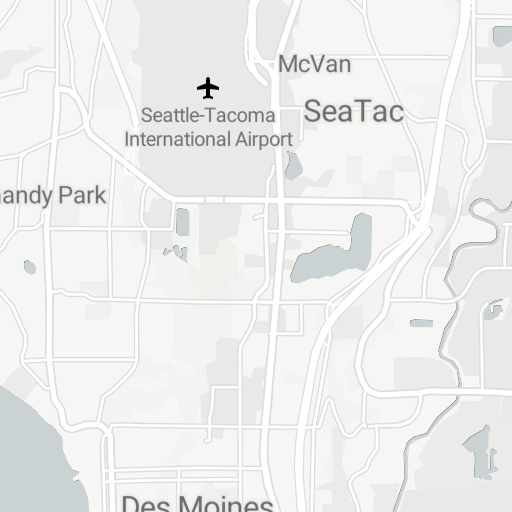 McVan
Seattle-Tacoma
International Airport
SeaTac
andy Park
Des Moines